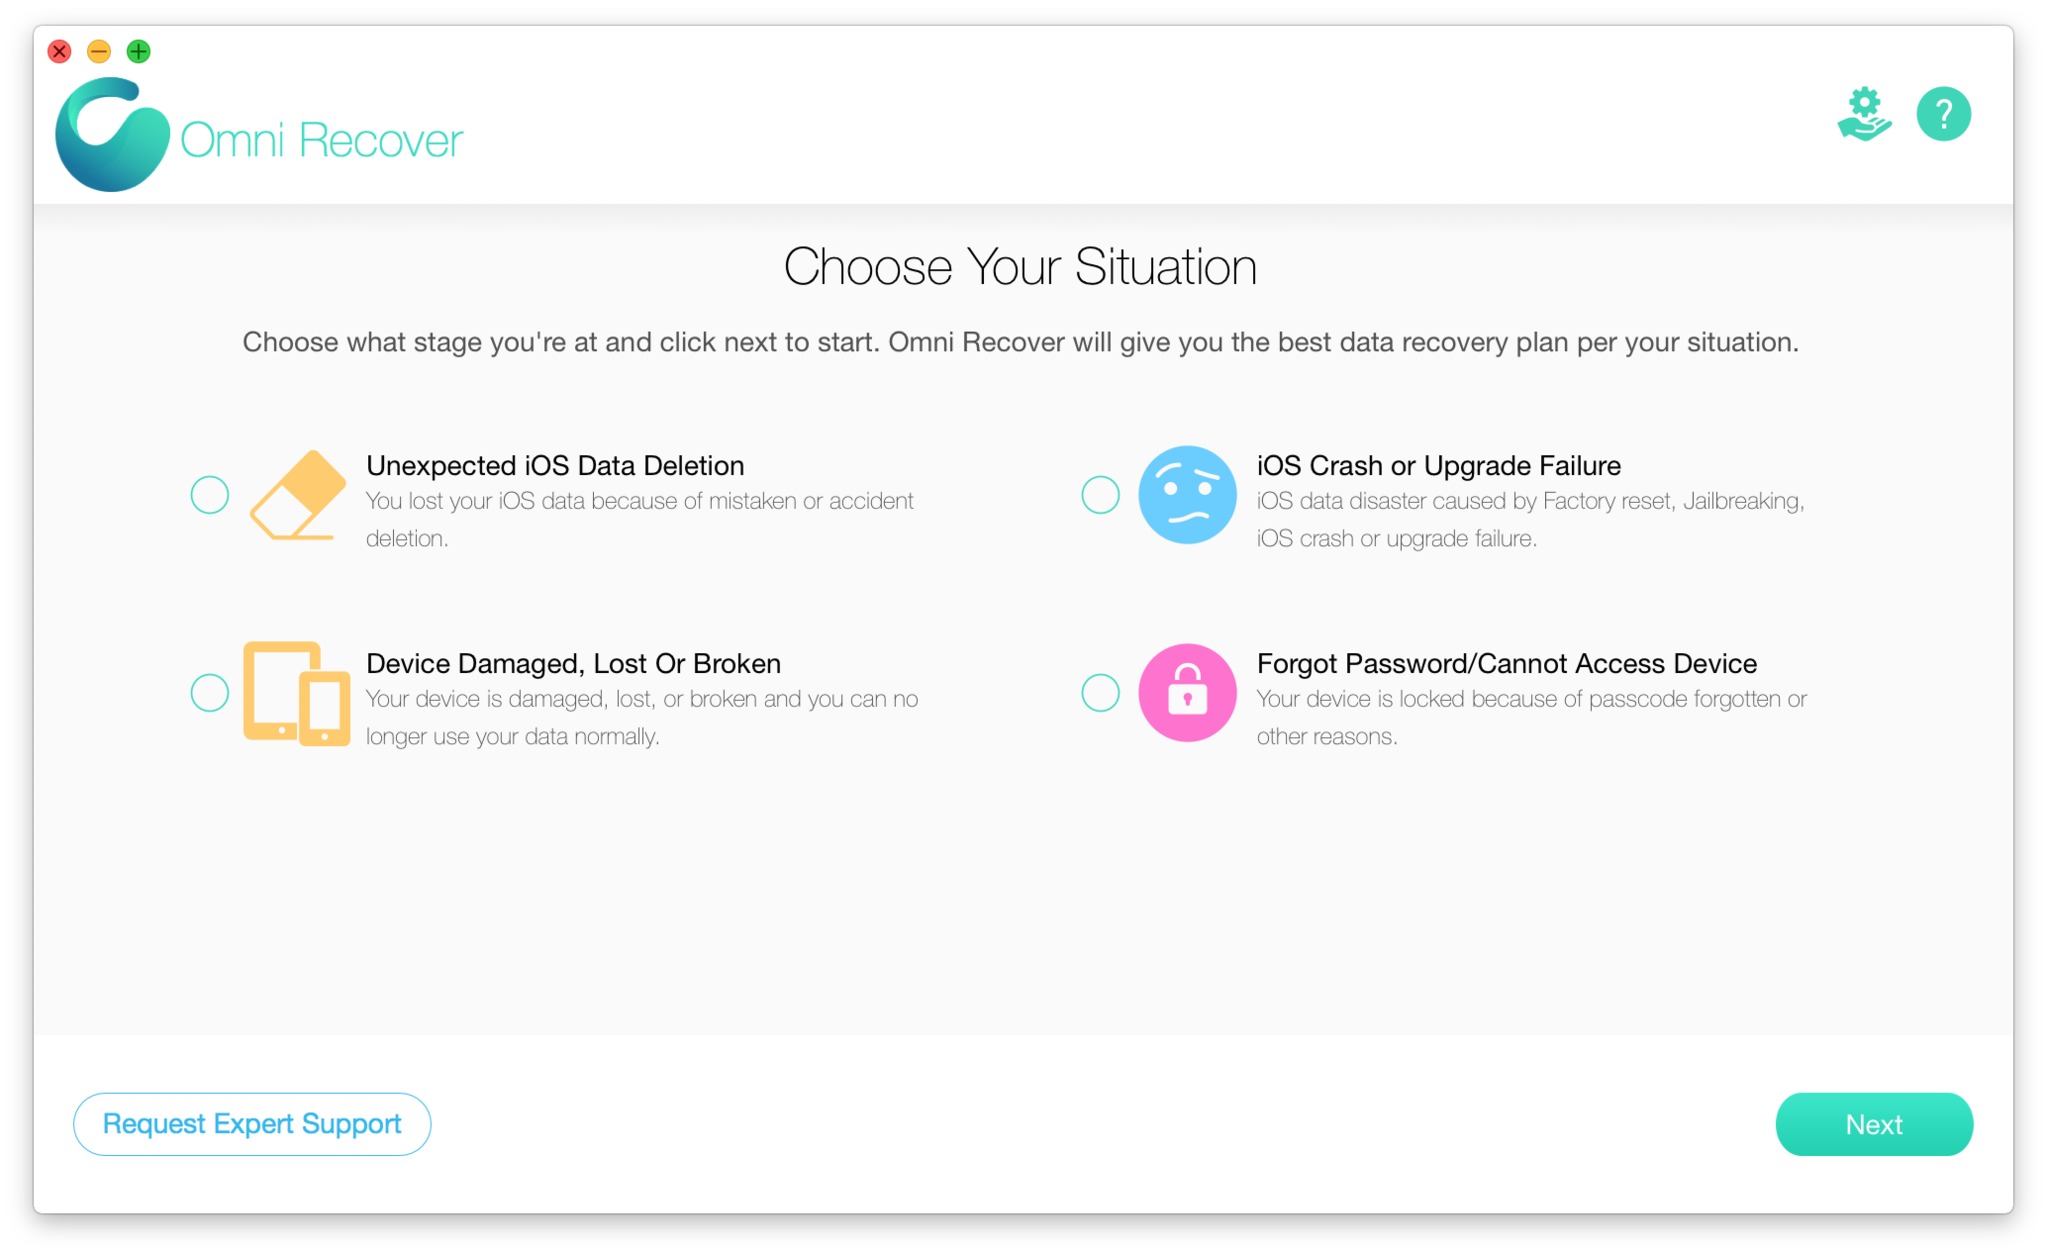 Omni Recover
?
Choose Your Situation
Choose what stage you're at and click next to start. Omni Recover will give you the best data recovery plan per your situation.
Unexpected iOS Data Deletion
You lost your iOS data because of mistaken or accident
deletion.
iOS Crash or Upgrade Failure
iOS data disaster caused by Factory reset, Jailbreaking,
iOS crash or upgrade failure.
Device Damaged, Lost Or Broken
Your device is damaged, lost, or broken and you can no
longer use your data normally.
Forgot Password/Cannot Access Device
Your device is locked because of passcode forgotten or
other reasons.
Request Expert Support
Next